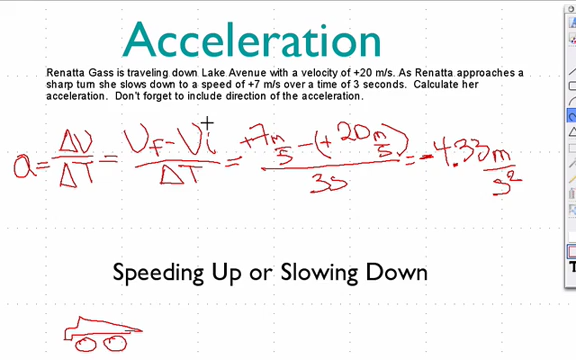 Acceleration
Renatta Gass is traveling down Lake Avenue with a velocity of +20 m/s. As Renatta approaches a
sharp turn she slows down to a speed of +7 m/s over a time of 3 seconds. Calculate her
acceleration. Don't forget to include direction of the acceleration.
a = ΔV/ΔT = (Vf - Vi)/ΔT = (+7 m/s - (+20 m/s))/3s = -4.33 m/s²
Speeding Up or Slowing Down